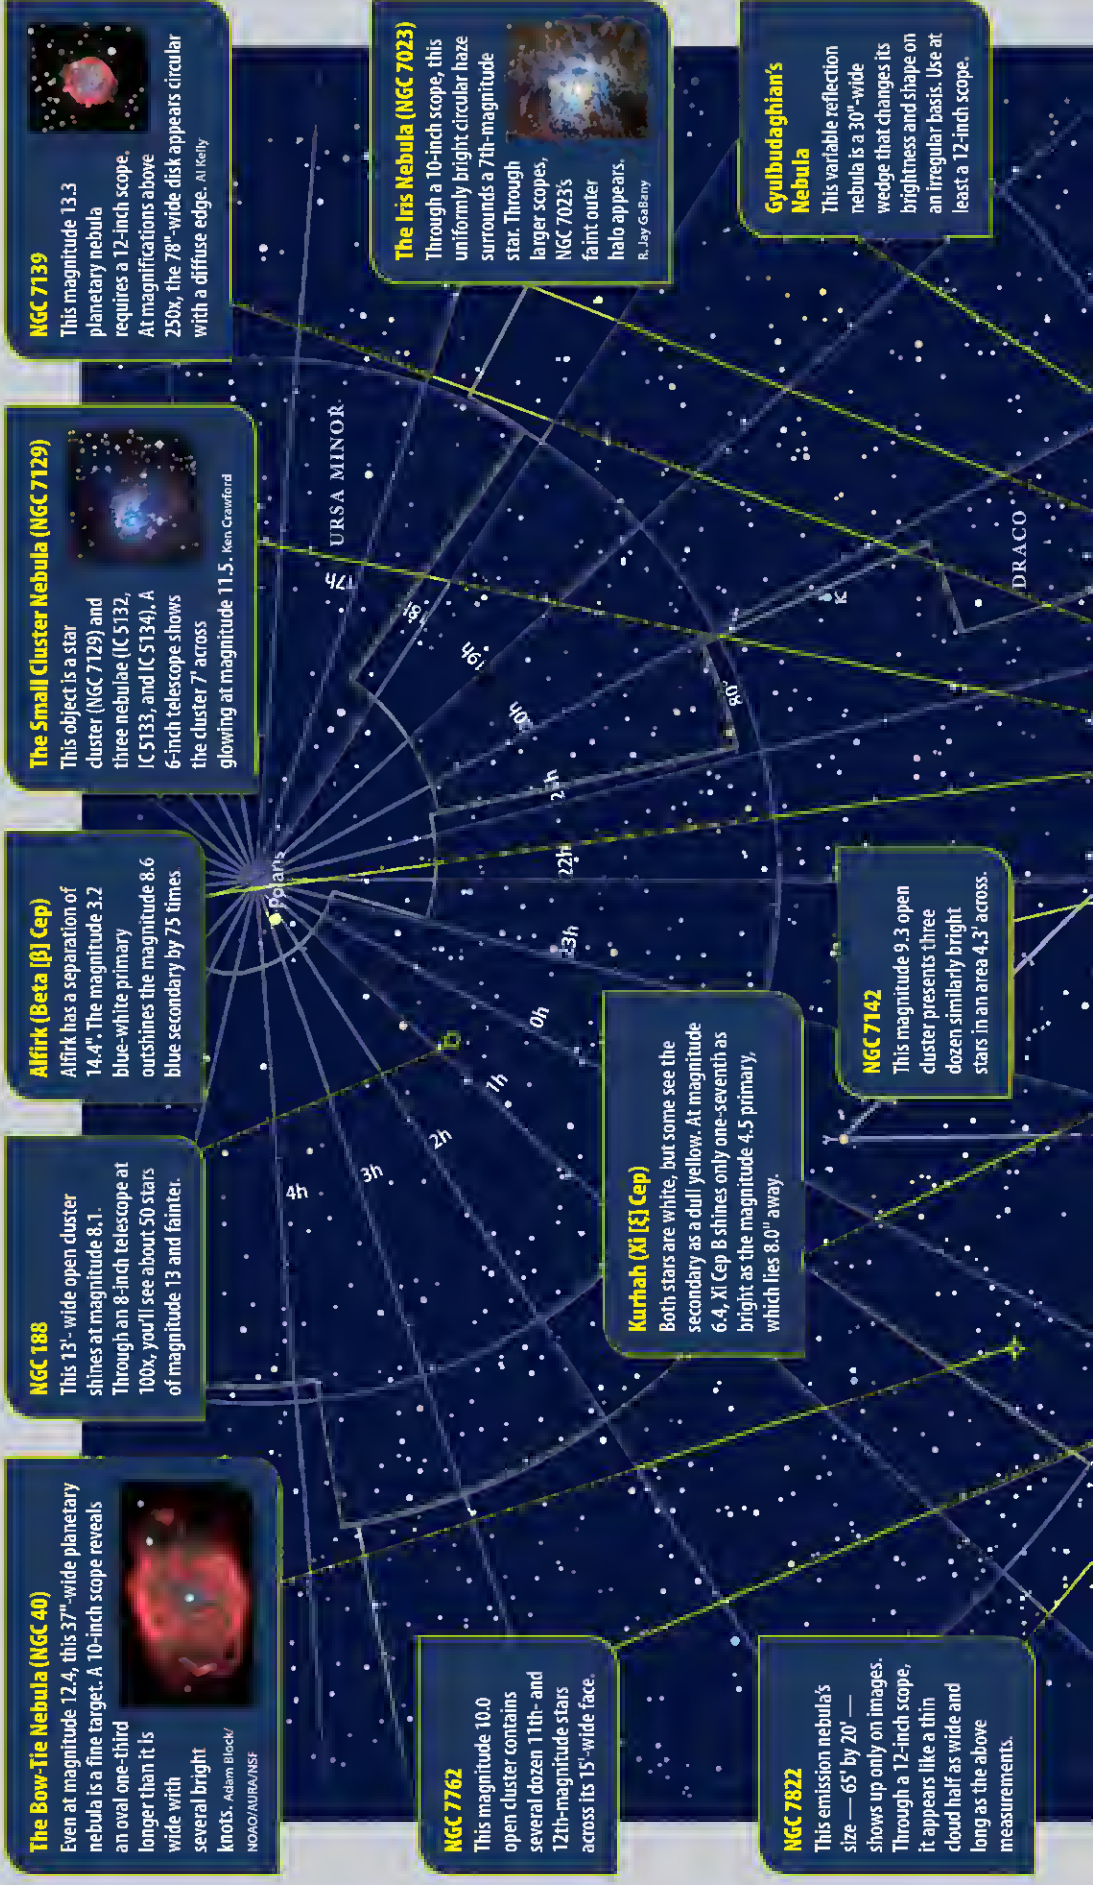 The Bow-Tie Nebula (NGC 40)
Even at magnitude 12.4, this 37"-wide planetary
nebula is a fine target. A 10-inch scope reveals
an oval one-third
longer than it is
wide with
several bright
knots. Adam Block/
NOAO/AURA/NSF
NGC 188
This 13'- wide open cluster
shines at magnitude 8.1.
Through an 8-inch telescope at
100x, you'll see about 50 stars
of magnitude 13 and fainter.
Alfirk (Beta [β] Cep)
Alfirk has a separation of
14.4". The magnitude 3.2
blue-white primary
outshines the magnitude 8.6
blue secondary by 75 times
The Small Cluster Nebula (NGC 7129)
This object is a star
cluster (NGC 7129) and
three nebulae (IC 5132,
IC 5133, and IC 5134). A
6-inch telescope shows
the cluster 7' across
glowing at magnitude 11.5. Ken Crawford
NGC 7139
This magnitude 13.3
planetary nebula
requires a 12-inch scope.
At magnifications above
250x, the 78"-wide disk appears circular
with a diffuse edge. Al Kelly
The Iris Nebula (NGC 7023)
Through a 10-inch scope, this
uniformly bright circular haze
surrounds a 7th-magnitude
star. Through
larger scopes,
NGC 7023's
faint outer
halo appears.
R. Jay GaBany
Gyulbudaghian's
Nebula
This variable reflection
nebula is a 30"-wide
wedge that changes its
brightness and shape on
an irregular basis. Use at
least a 12-inch scope.
Polaris
URSA MINOR
4h
3h
2h
1h
0h
23h
22h
21h
20h
19h
18h
17h
80°
κ
DRACO
Kurhah (Xi [ξ] Cep)
Both stars are white, but some see the
secondary as a dull yellow. At magnitude
6.4, Xi Cep B shines only one-seventh as
bright as the magnitude 4.5 primary,
which lies 8.0" away.
γ
NGC 7142
This magnitude 9.3 open
cluster presents three
dozen similarly bright
stars in an area 4.3' across.
NGC 7762
This magnitude 10.0
open cluster contains
several dozen 11th- and
12th-magnitude stars
across its 15'-wide face.
NGC 7822
This emission nebula's
size — 65' by 20' —
shows up only on images.
Through a 12-inch scope,
it appears like a thin
cloud half as wide and
long as the above
measurements.